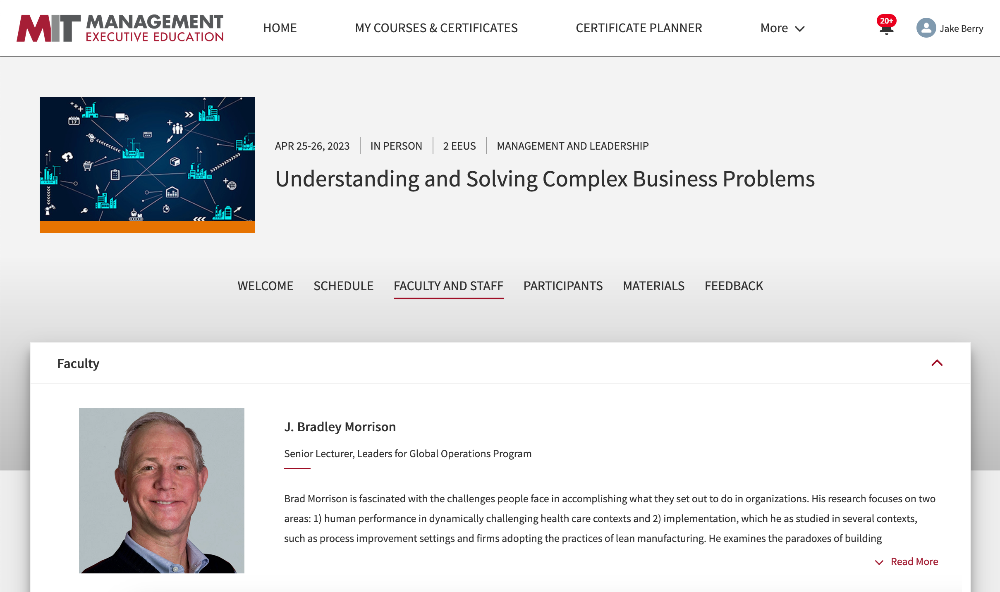 MIT MANAGEMENT
EXECUTIVE EDUCATION
HOME
MY COURSES & CERTIFICATES
CERTIFICATE PLANNER
More
20+
Jake Berry
17
APR 25-26, 2023
IN PERSON
2 EEUS
MANAGEMENT AND LEADERSHIP
Understanding and Solving Complex Business Problems
WELCOME
SCHEDULE
FACULTY AND STAFF
PARTICIPANTS
MATERIALS
FEEDBACK
Faculty
J. Bradley Morrison
Senior Lecturer, Leaders for Global Operations Program
Brad Morrison is fascinated with the challenges people face in accomplishing what they set out to do in organizations. His research focuses on two
areas: 1) human performance in dynamically challenging health care contexts and 2) implementation, which he as studied in several contexts,
such as process improvement settings and firms adopting the practices of lean manufacturing. He examines the paradoxes of building
Read More